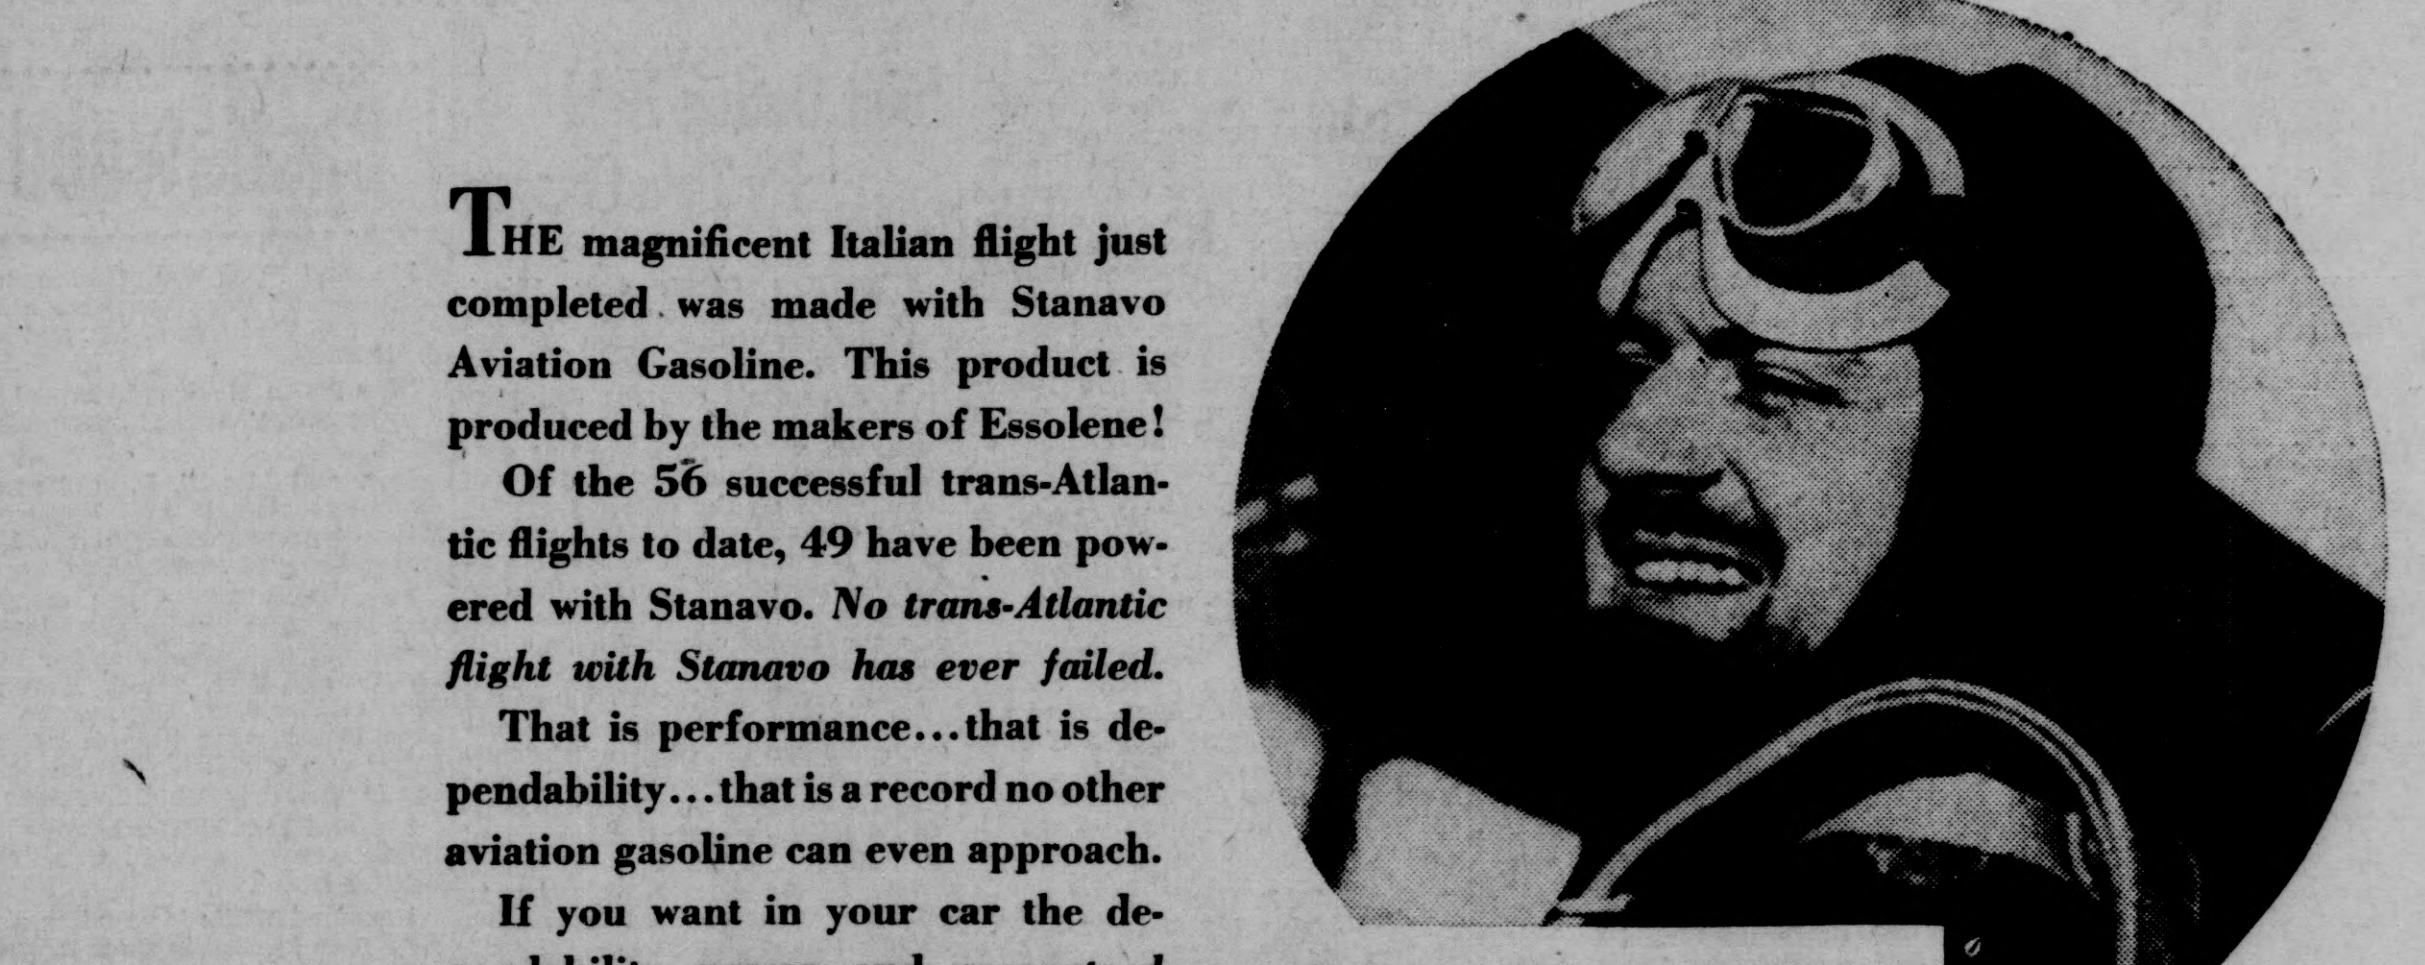 THE magnificent Italian flight just
completed was made with Stanavo
Aviation Gasoline. This product is
produced by the makers of Essolene!
Of the 56 successful trans-Atlan-
tic flights to date, 49 have been pow-
ered with Stanavo. No trans-Atlantic
flight with Stanavo has ever failed.
That is performance...that is de-
pendability...that is a record no other
aviation gasoline can even approach.
If you want in your car the de-